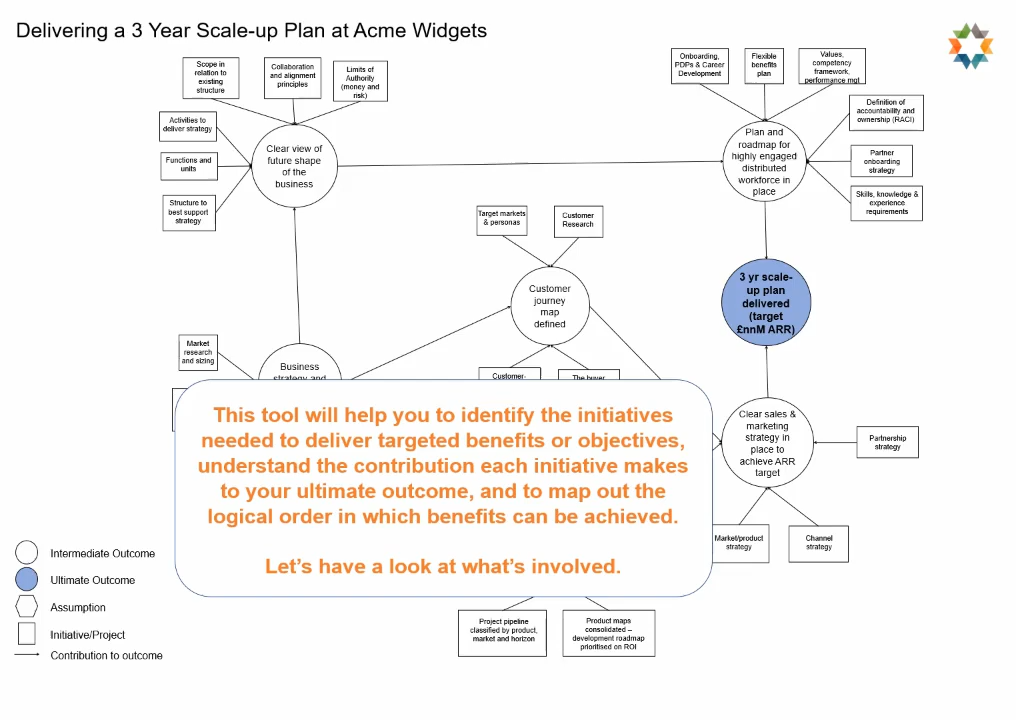 Delivering a 3 Year Scale-up Plan at Acme Widgets
Scope in
relation to
existing
structure
Collaboration
and alignment
principles
Limits of
Authority
(money and
risk)
Activities to
deliver strategy
Functions and
units
Structure to
best support
strategy
Clear view of
future shape
of the
business
Onboarding,
PDPs & Career
Development
Flexible
benefits
plan
Values,
competency
framework,
performance mgt
Definition of
accountability and
ownership (RACI)
Partner
onboarding
strategy
Skills, knowledge &
experience
requirements
Plan and
roadmap for
highly engaged
distributed
workforce in
place
Target markets
& personas
Customer
Research
Customer
journey
map
defined
3 yr scale-
up plan
delivered
(target
£nnM ARR)
Market
research
and sizing
Business
strategy and
Customer-
The buyer
This tool will help you to identify the initiatives
needed to deliver targeted benefits or objectives,
understand the contribution each initiative makes
to your ultimate outcome, and to map out the
logical order in which benefits can be achieved.
Let's have a look at what's involved.
Clear sales &
marketing
strategy in
place to
achieve ARR
target
Partnership
strategy
Market/product
strategy
Channel
strategy
Project pipeline
classified by product,
market and horizon
Product maps
consolidated –
development roadmap
prioritised on ROI
Intermediate Outcome
Ultimate Outcome
Assumption
Initiative/Project
Contribution to outcome